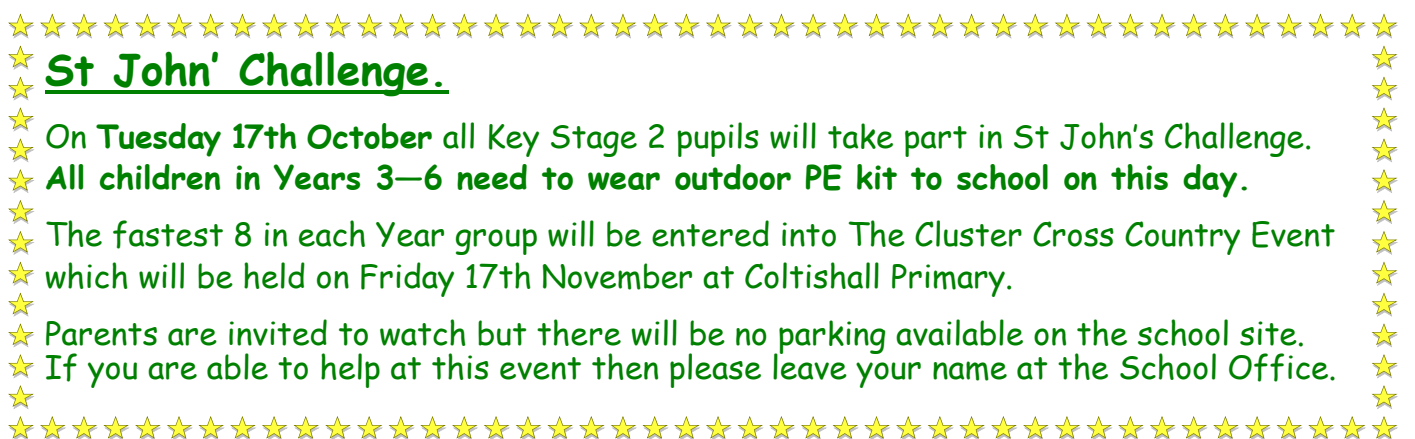 St John’ Challenge.
On Tuesday 17th October all Key Stage 2 pupils will take part in St John’s Challenge.
All children in Years 3—6 need to wear outdoor PE kit to school on this day.
The fastest 8 in each Year group will be entered into The Cluster Cross Country Event
which will be held on Friday 17th November at Coltishall Primary.
Parents are invited to watch but there will be no parking available on the school site.
If you are able to help at this event then please leave your name at the School Office.